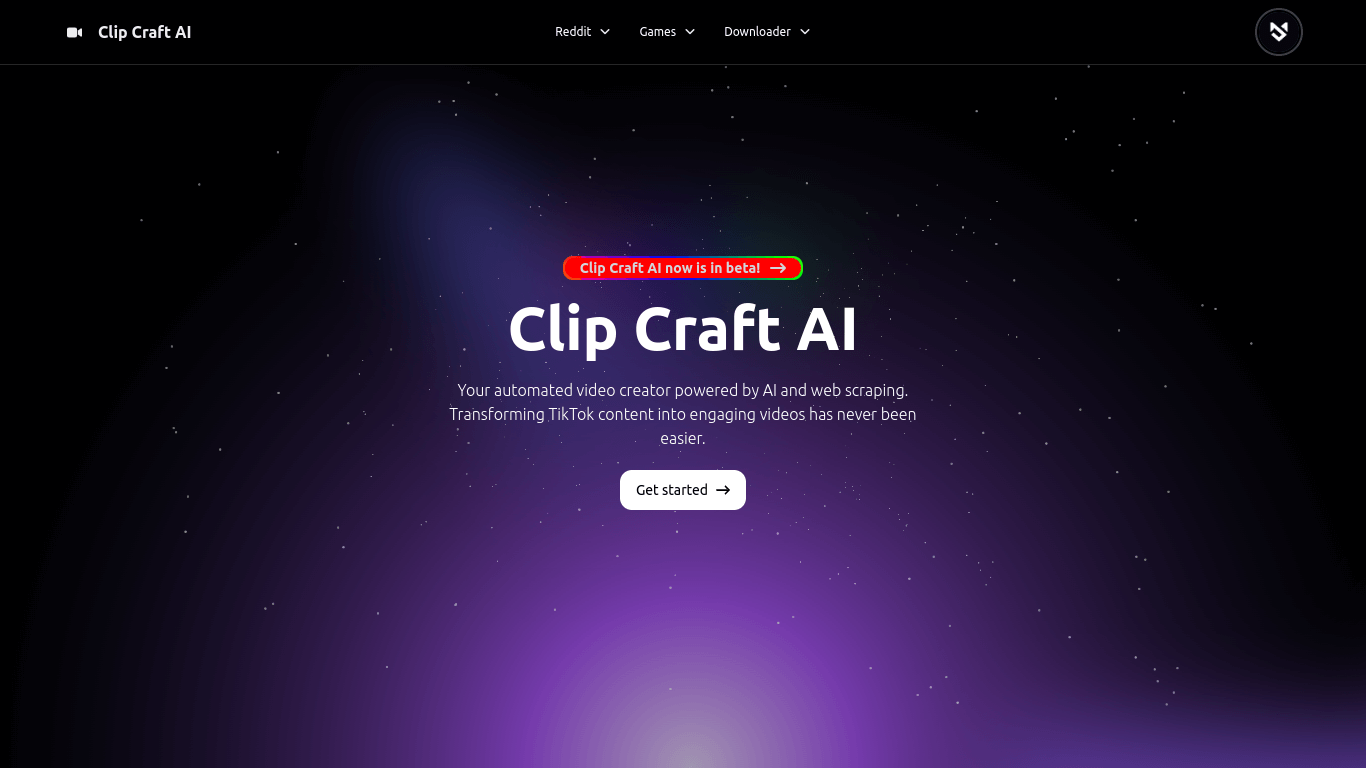 Clip Craft AI
Reddit
Games
Downloader
Clip Craft AI now is in beta!
Clip Craft AI
Your automated video creator powered by AI and web scraping.
Transforming TikTok content into engaging videos has never been
easier.
Get started